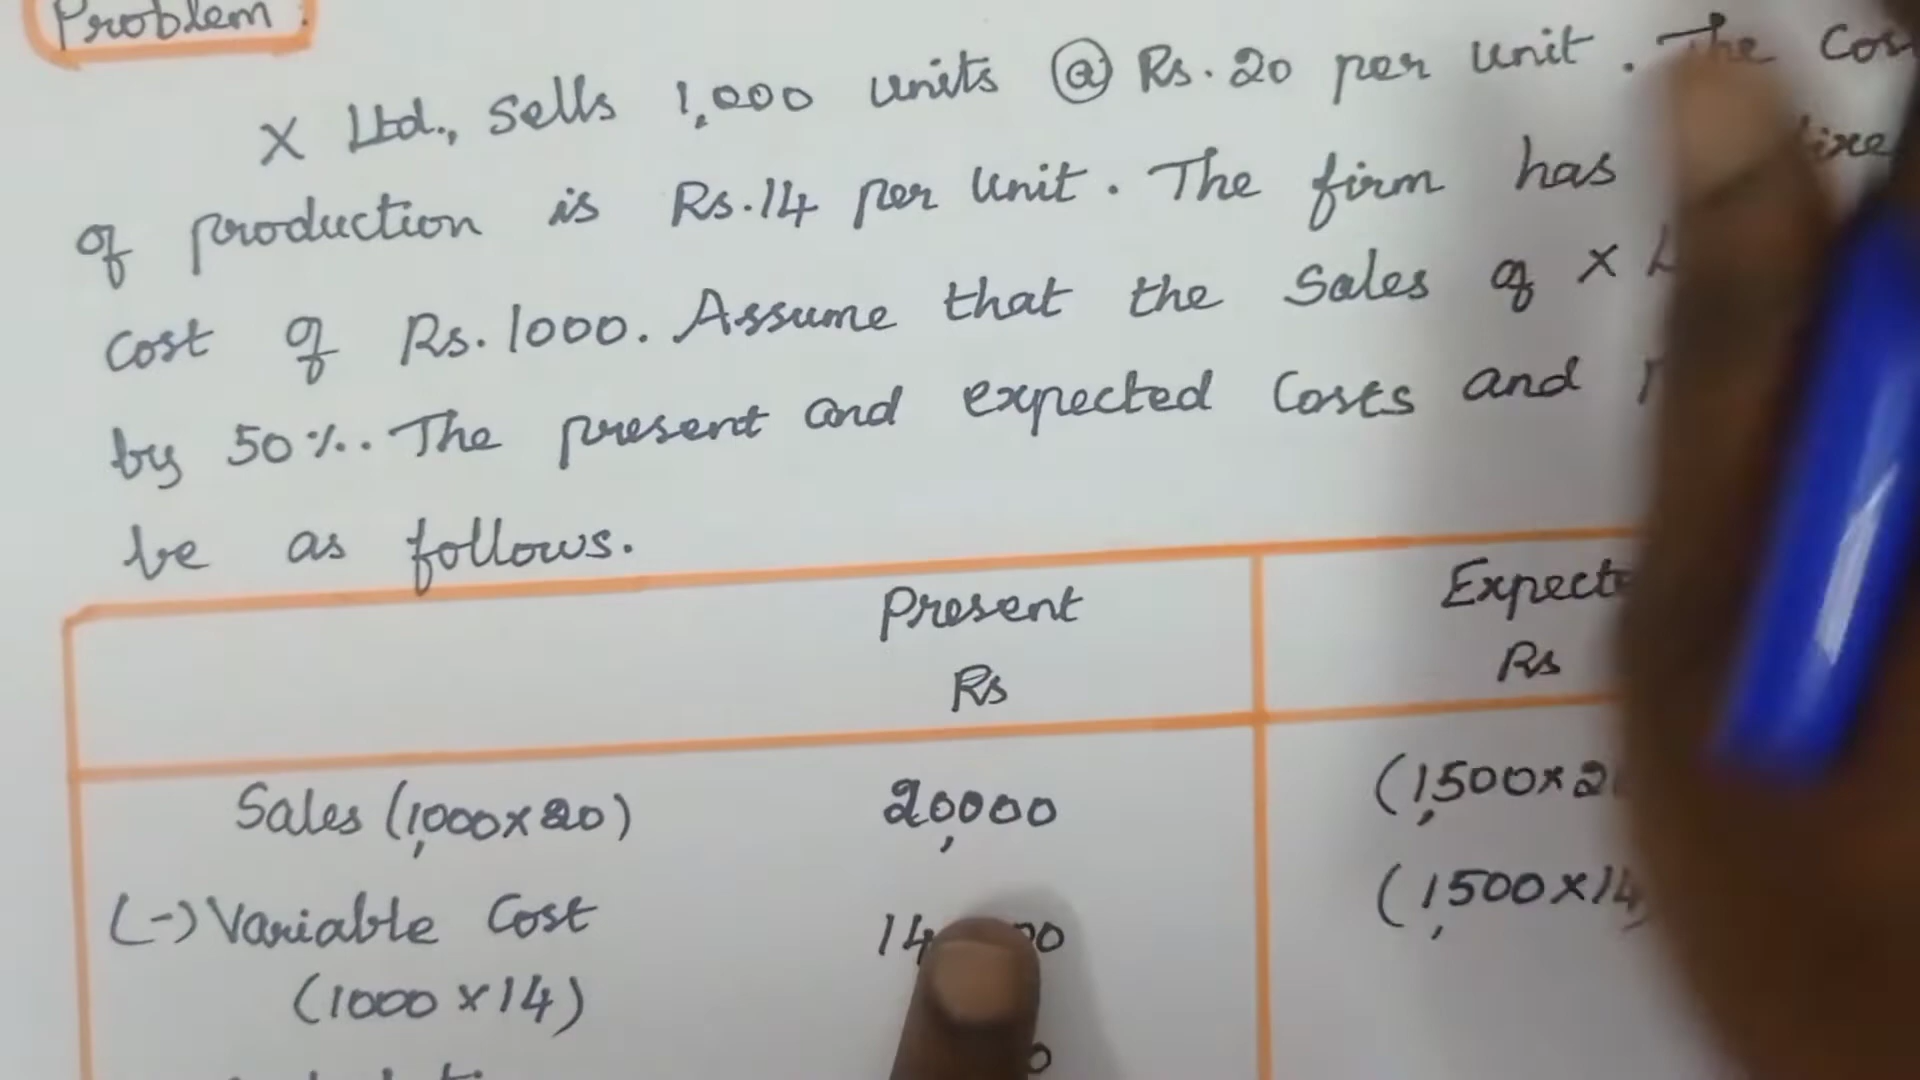 Problem:
X Ltd., sells 1,000 units @ Rs. 20 per unit. The
of production is Rs.14 per unit. The firm has
cost of Rs. 1000. Assume that the sales of X
by 50%. The present and expected costs and
be as follows.
Present
Rs
Rs
Sales (1,000×20) 20,000 (1,500×
(-) Variable Cost (1,500×14
(1000 × 14)